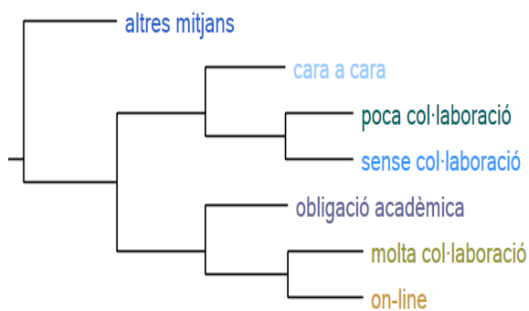 altres mitjans
cara a cara
poca col·laboració
sense col·laboració
obligació acadèmica
molta col·laboració
on-line